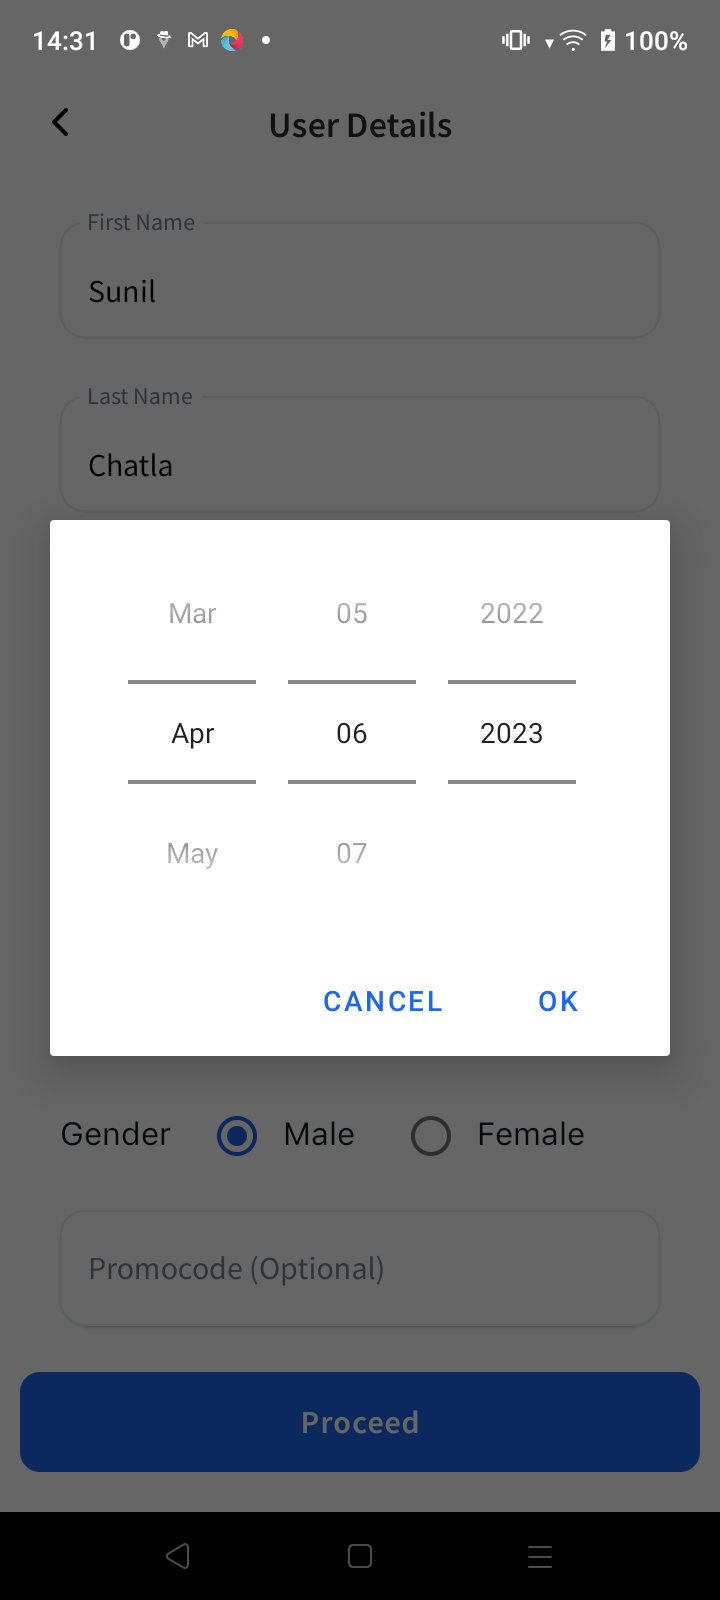 14:31 100%
User Details
First Name
Sunil
Last Name
Chatla
Mar 05 2022
Apr 06 2023
May 07
CANCEL OK
Gender Male Female
Promocode (Optional)
Proceed